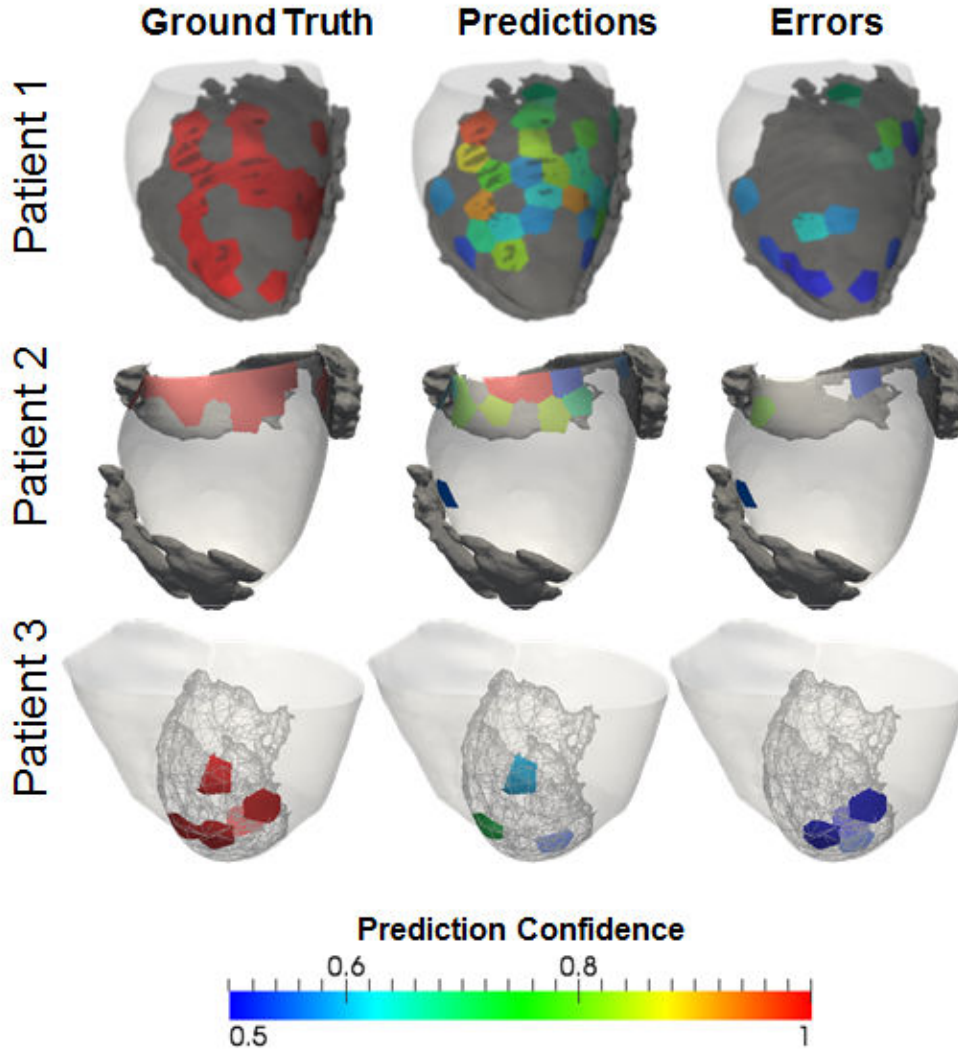 Ground Truth Predictions Errors
Patient 1
Patient 2
Patient 3
Prediction Confidence
0.6 0.8
0.5 1